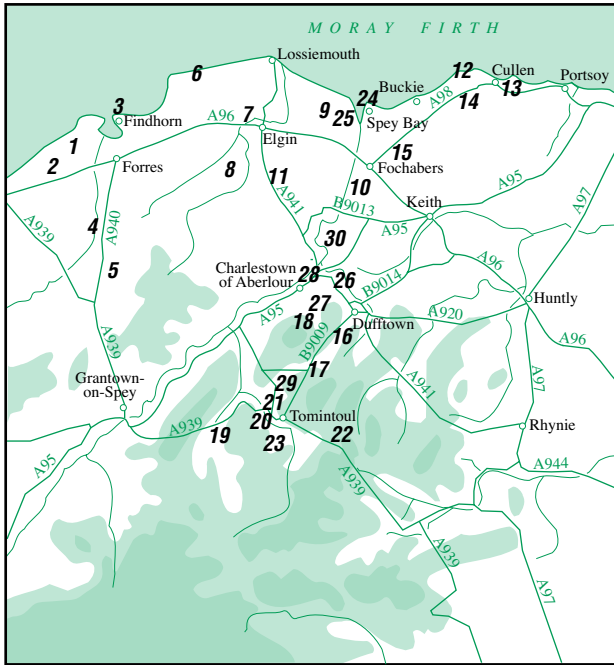 MORAY FIRTH
Lossiemouth
6
12
Cullen
Buckie
13
Portsoy
24
A98
14
3
Findhorn
9
25
Spey Bay
7
A96
Elgin
1
2
Forres
8
15
Fochabers
11
A941
10
A95
A97
Keith
4
A940
A939
B9013
30
A95
A96
5
Charlestown
of Aberlour
28
26
B9014
27
Huntly
A95
18
Dufftown
A920
16
B9009
A96
A939
17
A941
A97
Grantown-
on-Spey
29
21
20
Tomintoul
Rhynie
A939
19
23
22
A95
A939
A944
A939
A97